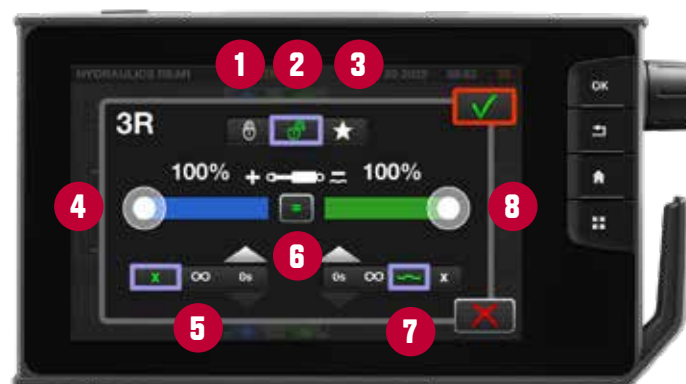 1 2 3
HYDRAULICS REAR
OK
3R
100% + = 100%
4 = 8
6
x ∞ 0s 0s ∞ x
5 7